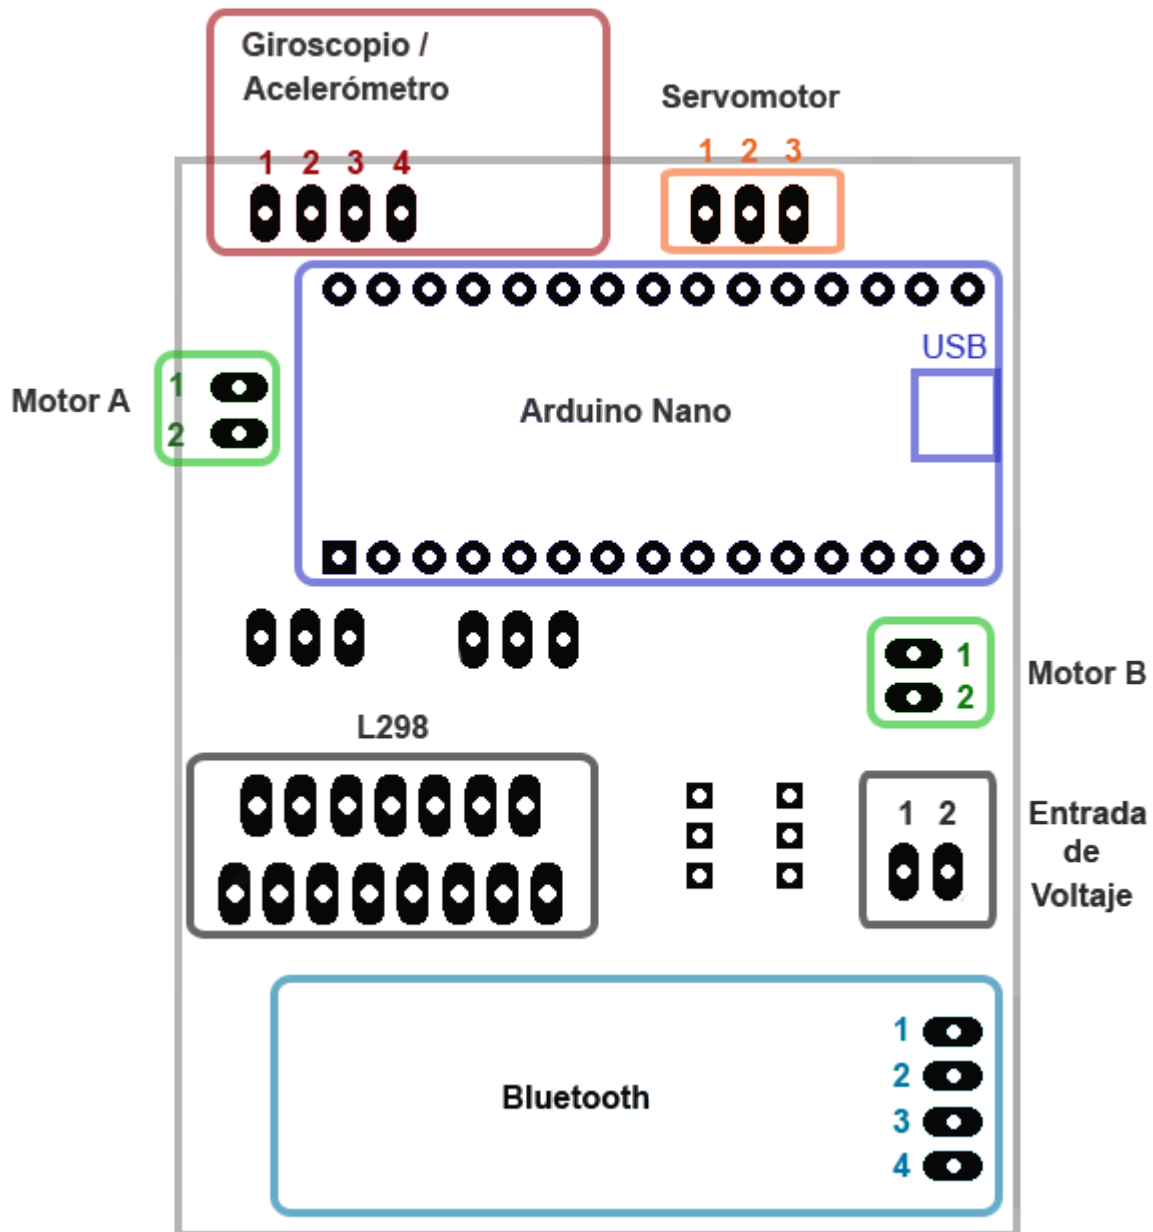 Giroscopio /
Acelerómetro
1 2 3 4
Servomotor
1 2 3
USB
Arduino Nano
Motor A
1
2
Motor B
1
2
L298
Entrada
de
Voltaje
1 2
Bluetooth
1
2
3
4